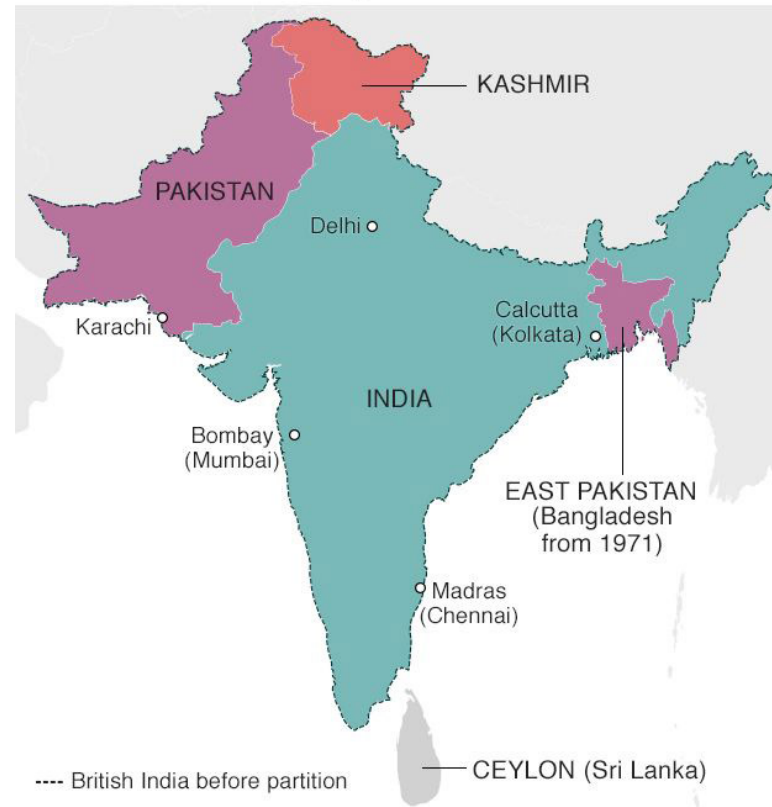 KASHMIR
PAKISTAN
Delhi
Calcutta
(Kolkata)
Karachi
INDIA
Bombay
(Mumbai)
EAST PAKISTAN
(Bangladesh
from 1971)
Madras
(Chennai)
CEYLON (Sri Lanka)
---- British India before partition